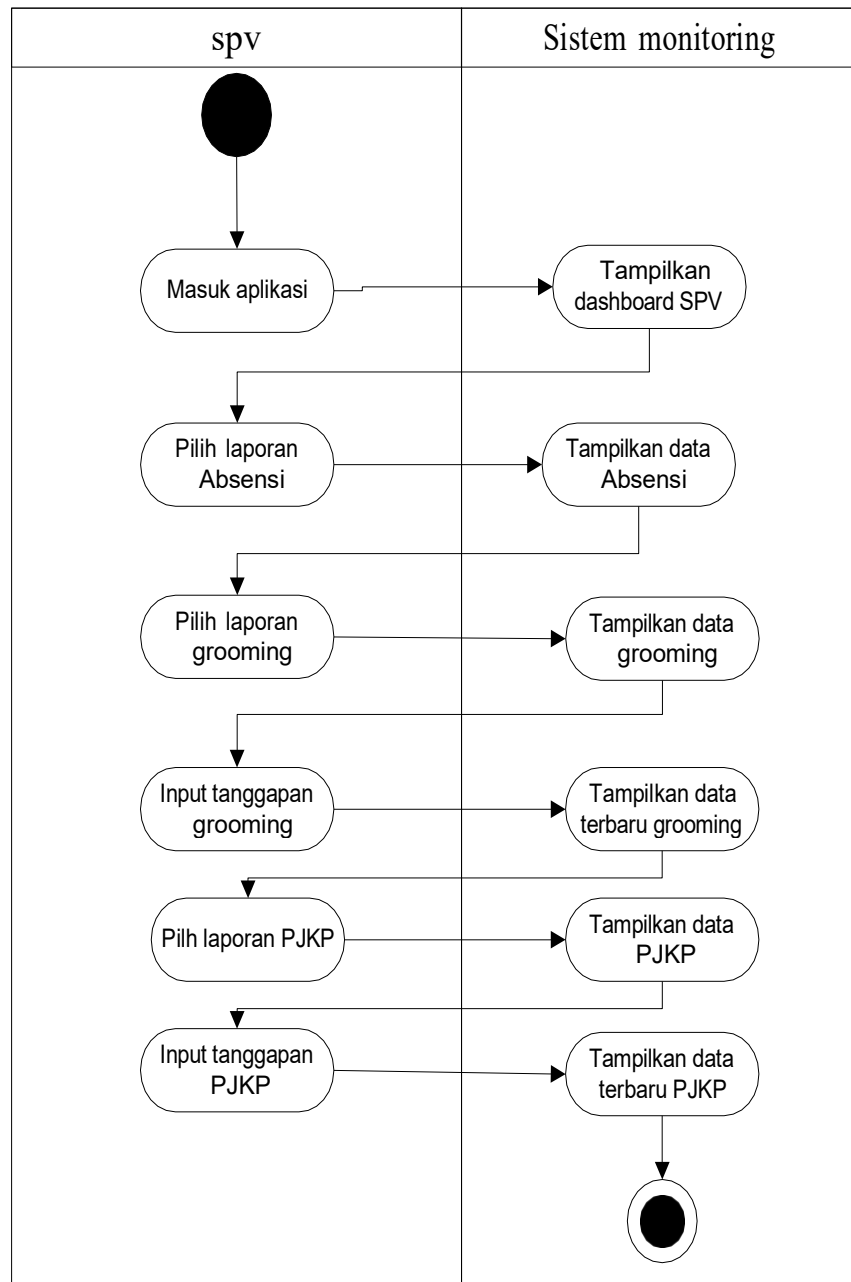 spv
Sistem monitoring
Masuk aplikasi
Tampilkan
dashboard SPV
Pilih laporan
Absensi
Tampilkan data
Absensi
Pilih laporan
grooming
Tampilkan data
grooming
Input tanggapan
grooming
Tampilkan data
terbaru grooming
Pilh laporan PJKP
Tampilkan data
PJKP
Input tanggapan
PJKP
Tampilkan data
terbaru PJKP